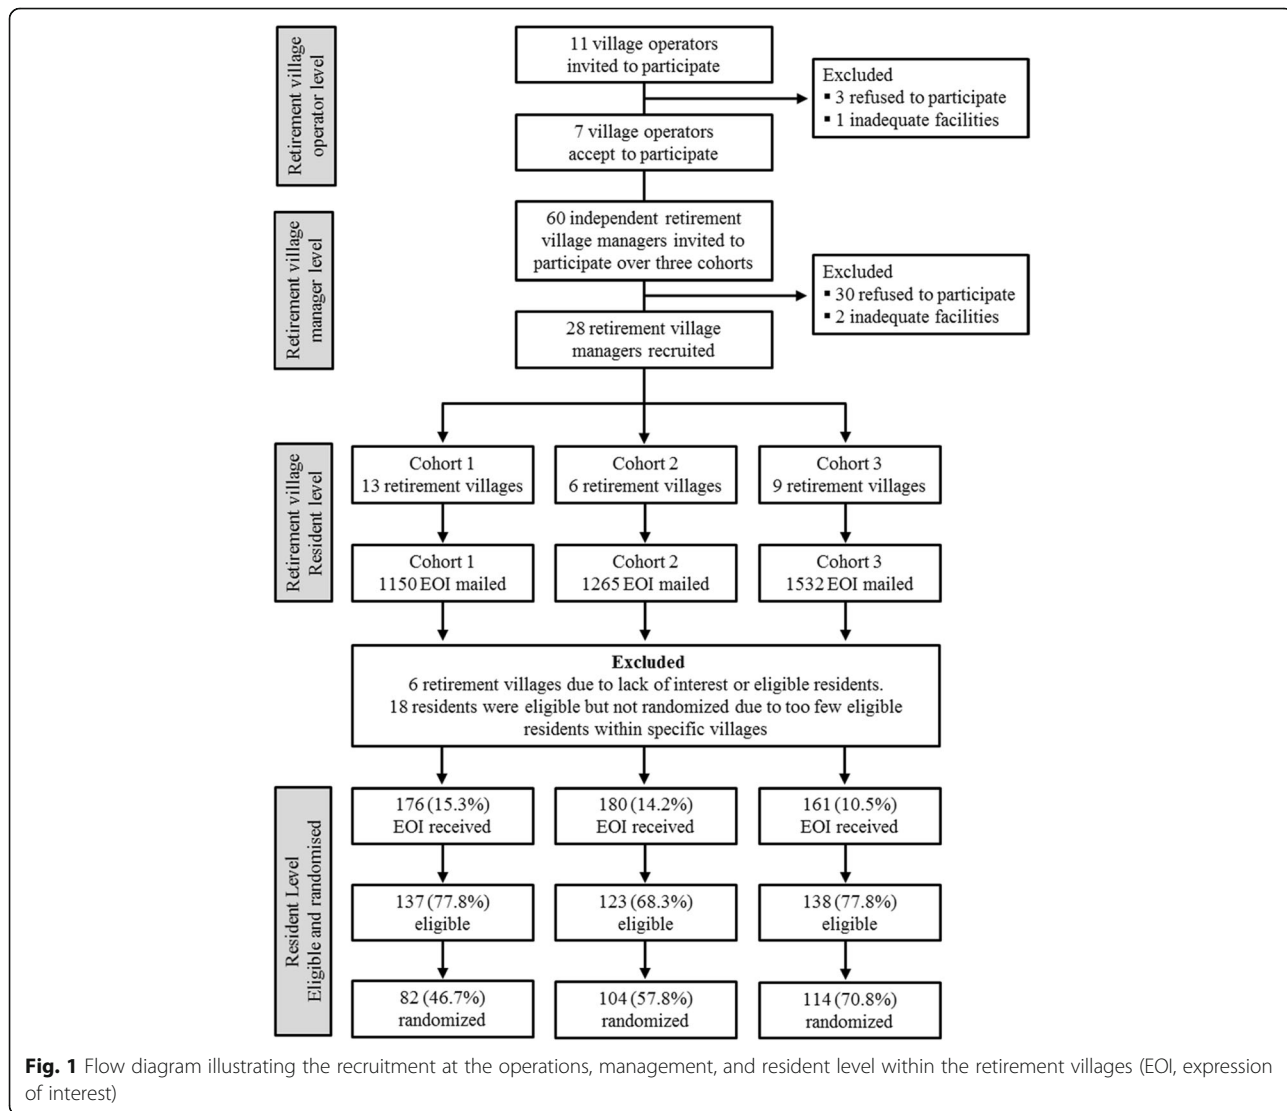 Retirement village
operator level
11 village operators
invited to participate
Excluded
▪ 3 refused to participate
▪ 1 inadequate facilities
7 village operators
accept to participate
Retirement village
manager level
60 independent retirement
village managers invited to
participate over three cohorts
Excluded
▪ 30 refused to participate
▪ 2 inadequate facilities
28 retirement village
managers recruited
Retirement village
Resident level
Cohort 1
13 retirement villages
Cohort 2
6 retirement villages
Cohort 3
9 retirement villages
Cohort 1
1150 EOI mailed
Cohort 2
1265 EOI mailed
Cohort 3
1532 EOI mailed
Excluded
6 retirement villages due to lack of interest or eligible residents.
18 residents were eligible but not randomized due to too few eligible
residents within specific villages
Resident Level
Eligible and randomised
176 (15.3%)
EOI received
180 (14.2%)
EOI received
161 (10.5%)
EOI received
137 (77.8%)
eligible
123 (68.3%)
eligible
138 (77.8%)
eligible
82 (46.7%)
randomized
104 (57.8%)
randomized
114 (70.8%)
randomized
Fig. 1 Flow diagram illustrating the recruitment at the operations, management, and resident level within the retirement villages (EOI, expression
of interest)